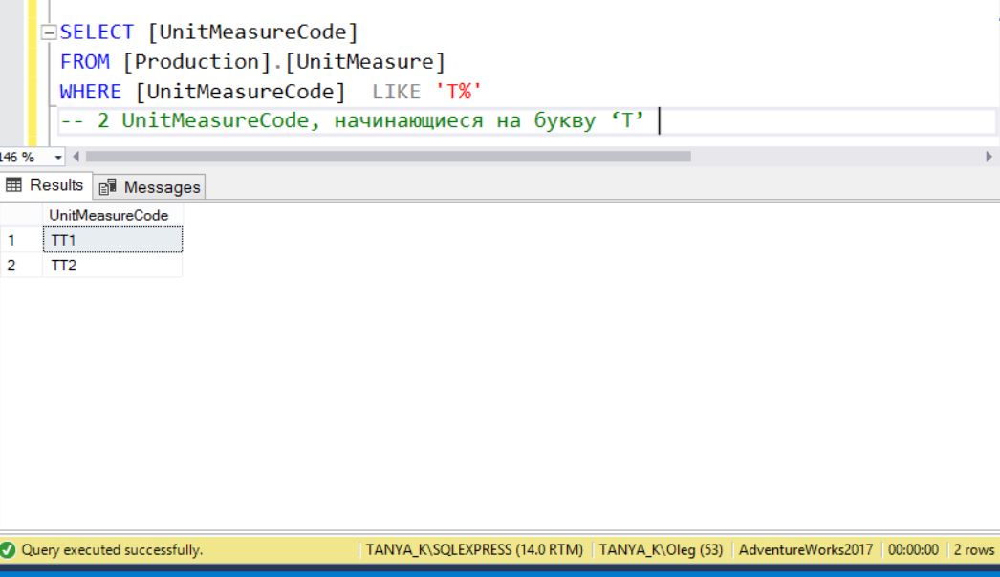 SELECT [UnitMeasureCode]
FROM [Production].[UnitMeasure]
WHERE [UnitMeasureCode]  LIKE 'T%'
-- 2 UnitMeasureCode, начинающиеся на букву ‘T’
146 %
Results Messages
UnitMeasureCode
1 TT1
2 TT2
Query executed successfully. TANYA_K\SQLEXPRESS (14.0 RTM) TANYA_K\Oleg (53) AdventureWorks2017 00:00:00 2 rows